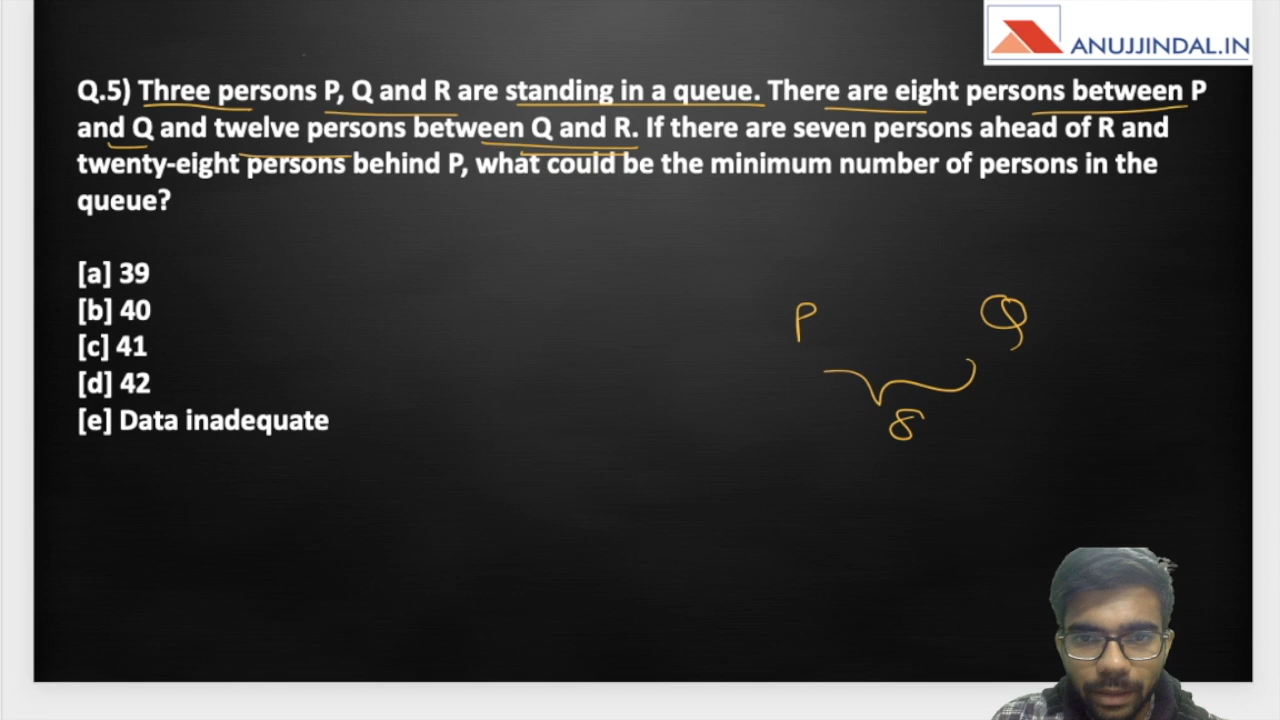 ANUJJINDAL.IN
Q.5) Three persons P, Q and R are standing in a queue. There are eight persons between P
and Q and twelve persons between Q and R. If there are seven persons ahead of R and
twenty-eight persons behind P, what could be the minimum number of persons in the
queue?
[a] 39
[b] 40
[c] 41
[d] 42
[e] Data inadequate
P Q
8